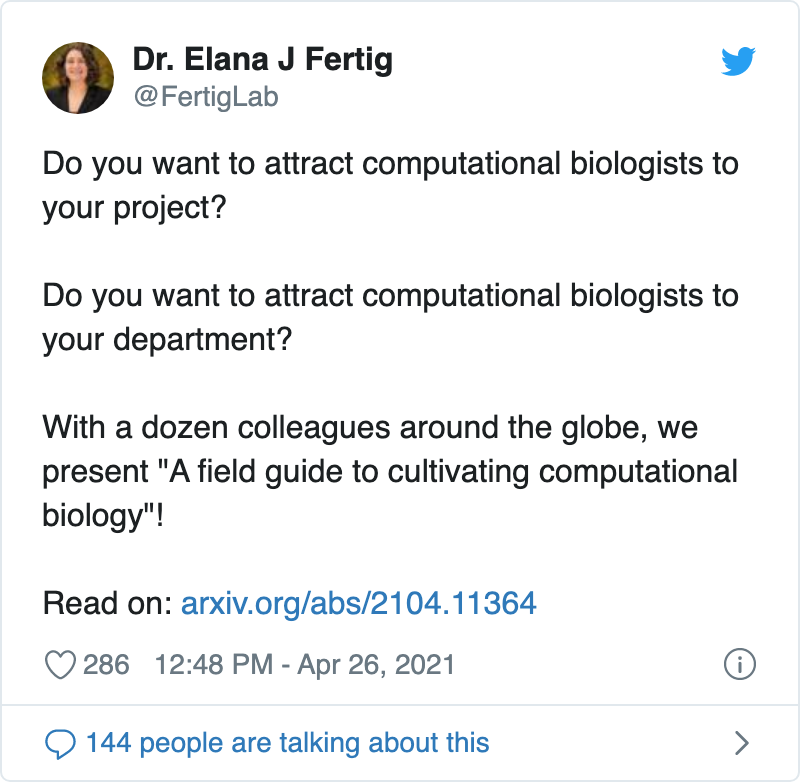 Dr. Elana J Fertig
@FertigLab
Do you want to attract computational biologists to
your project?
Do you want to attract computational biologists to
your department?
With a dozen colleagues around the globe, we
present "A field guide to cultivating computational
biology"!
Read on: arxiv.org/abs/2104.11364
286 12:48 PM - Apr 26, 2021
144 people are talking about this